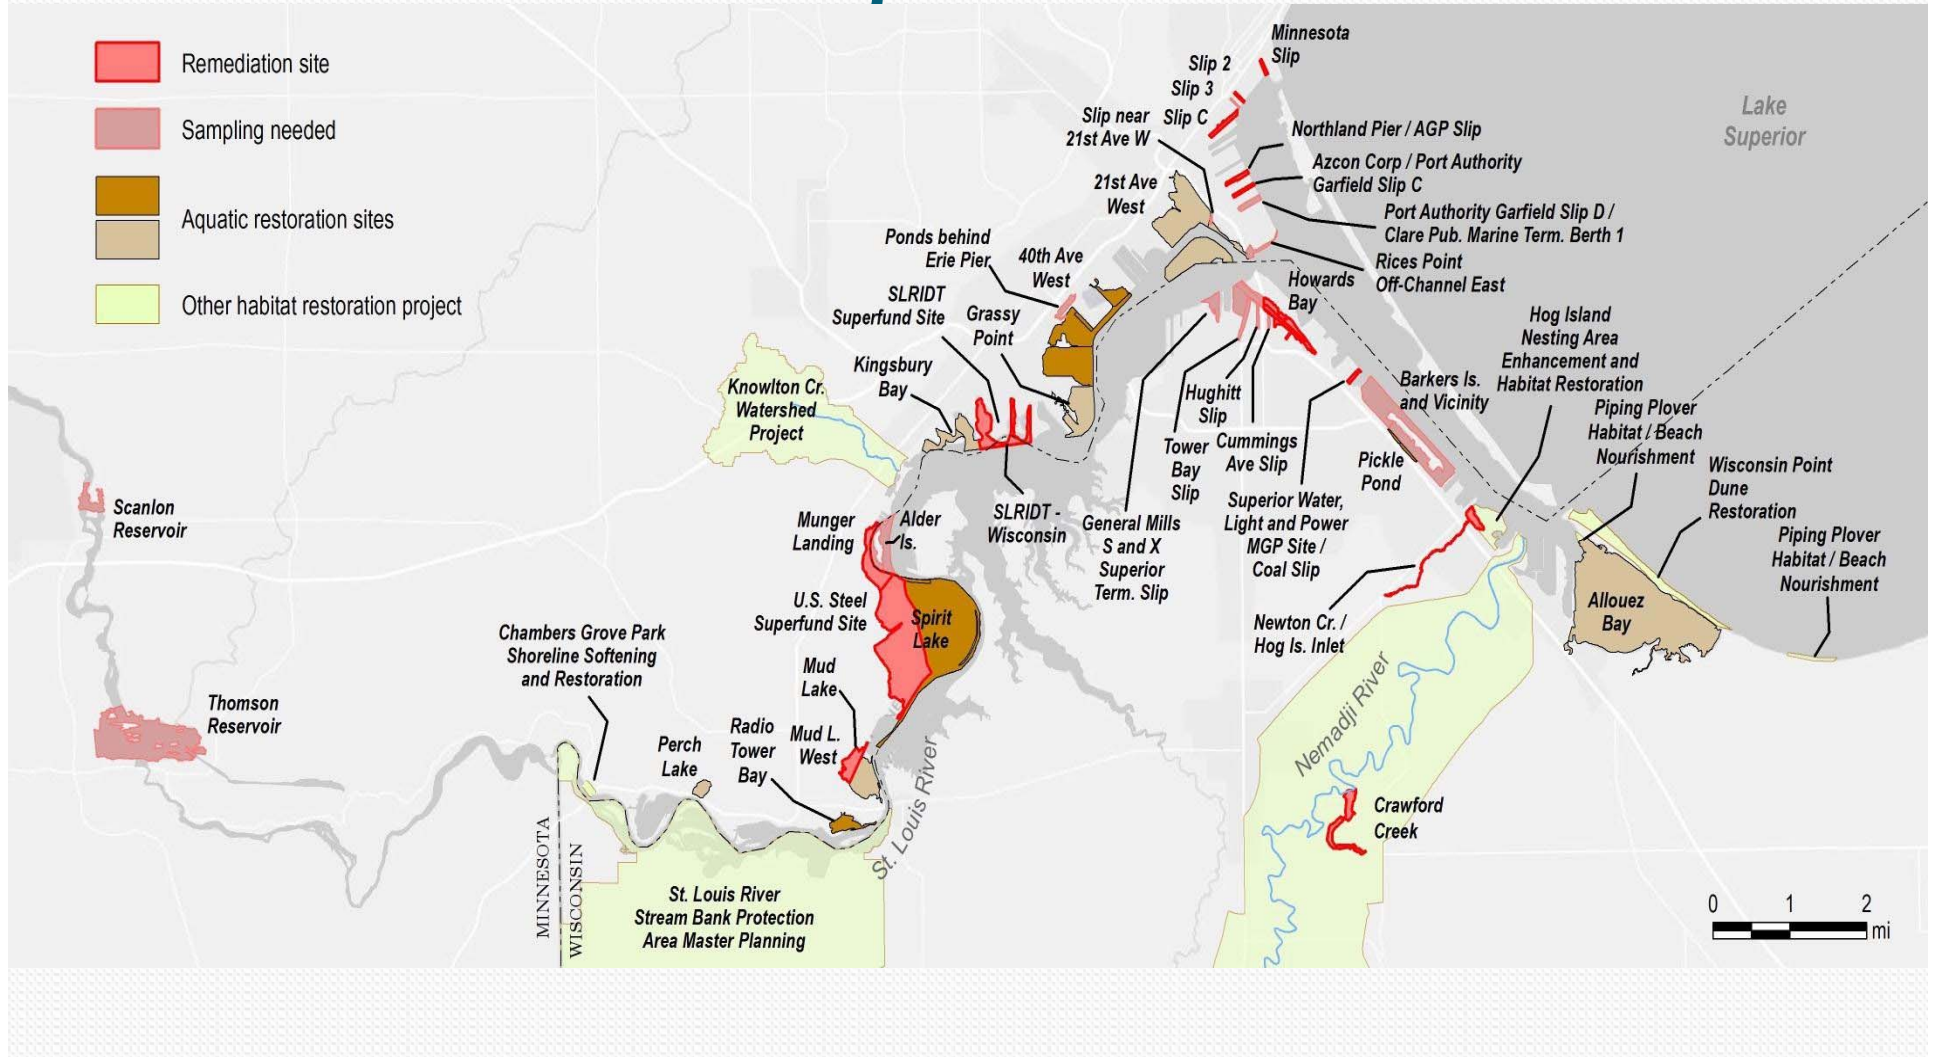 Remediation site
Sampling needed
Aquatic restoration sites
Other habitat restoration project
Minnesota
Slip
Slip 2
Slip 3
Slip C
Slip near
21st Ave W
Northland Pier / AGP Slip
Azcon Corp / Port Authority
Garfield Slip C
Port Authority Garfield Slip D /
Clare Pub. Marine Term. Berth 1
Rices Point
Off-Channel East
Lake
Superior
21st Ave
West
Ponds behind
Erie Pier
40th Ave
West
SLRIDT
Superfund Site
Grassy
Point
Kingsbury
Bay
Howards
Bay
Hog Island
Nesting Area
Enhancement and
Habitat Restoration
Barkers Is.
and Vicinity
Piping Plover
Habitat / Beach
Nourishment
Wisconsin Point
Dune
Restoration
Piping Plover
Habitat / Beach
Nourishment
Knowlton Cr.
Watershed
Project
Hughitt
Slip
Tower
Bay
Slip
Cummings
Ave Slip
Pickle
Pond
Superior Water,
Light and Power
MGP Site /
Coal Slip
General Mills
S and X
Superior
Term. Slip
SLRIDT -
Wisconsin
Scanlon
Reservoir
Munger
Landing
Alder
Is.
U.S. Steel
Superfund Site
Spirit
Lake
Newton Cr. /
Hog Is. Inlet
Allouez
Bay
Chambers Grove Park
Shoreline Softening
and Restoration
Mud
Lake
Thomson
Reservoir
Perch
Lake
Radio
Tower
Bay
Mud L.
West
St. Louis River
Nemadji River
Crawford
Creek
MINNESOTA
WISCONSIN
St. Louis River
Stream Bank Protection
Area Master Planning
0 1 2
mi